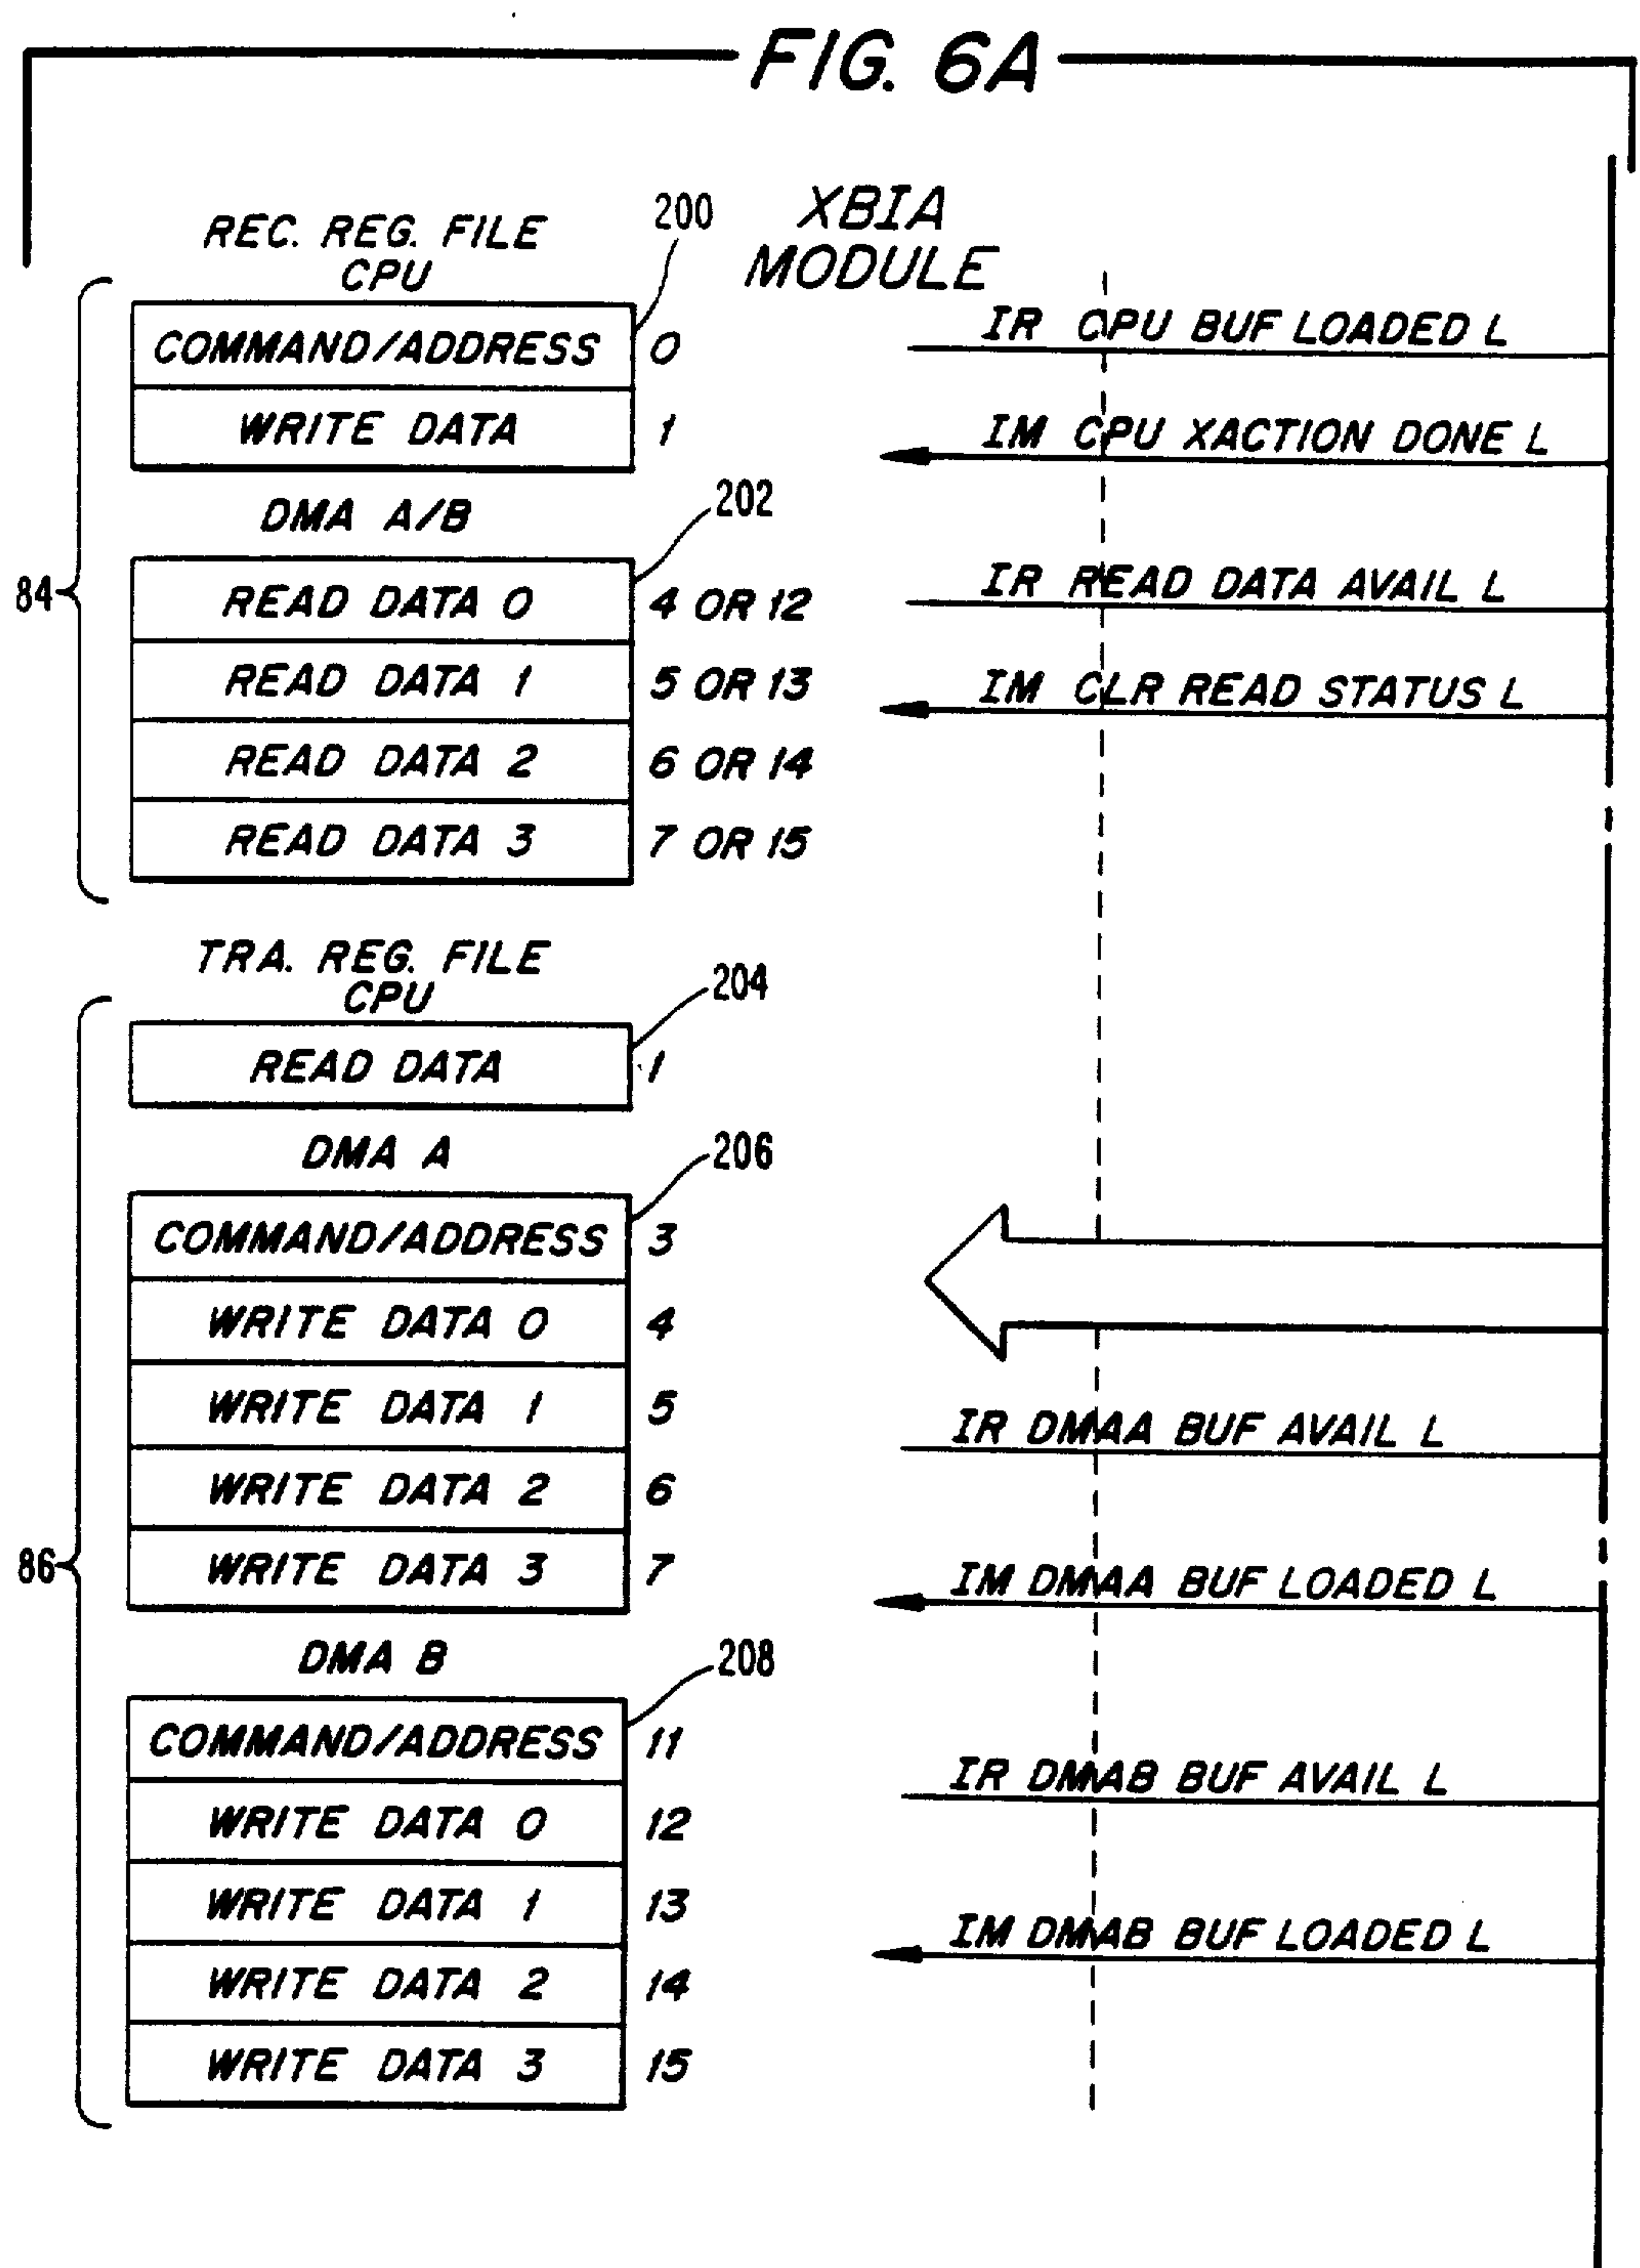 FIG. 6A
XBIA
MODULE
REC. REG. FILE
CPU
200
COMMAND/ADDRESS 0
WRITE DATA 1
DMA A/B
202
84
READ DATA 0 4 OR 12
READ DATA 1 5 OR 13
READ DATA 2 6 OR 14
READ DATA 3 7 OR 15
TRA. REG. FILE
CPU
204
READ DATA 1
DMA A
206
COMMAND/ADDRESS 3
WRITE DATA 0 4
WRITE DATA 1 5
WRITE DATA 2 6
86
WRITE DATA 3 7
DMA B
208
COMMAND/ADDRESS 11
WRITE DATA 0 12
WRITE DATA 1 13
WRITE DATA 2 14
WRITE DATA 3 15
IR CPU BUF LOADED L
IM CPU XACTION DONE L
IR READ DATA AVAIL L
IM CLR READ STATUS L
IR DMAA BUF AVAIL L
IM DMAA BUF LOADED L
IR DMAB BUF AVAIL L
IM DMAB BUF LOADED L